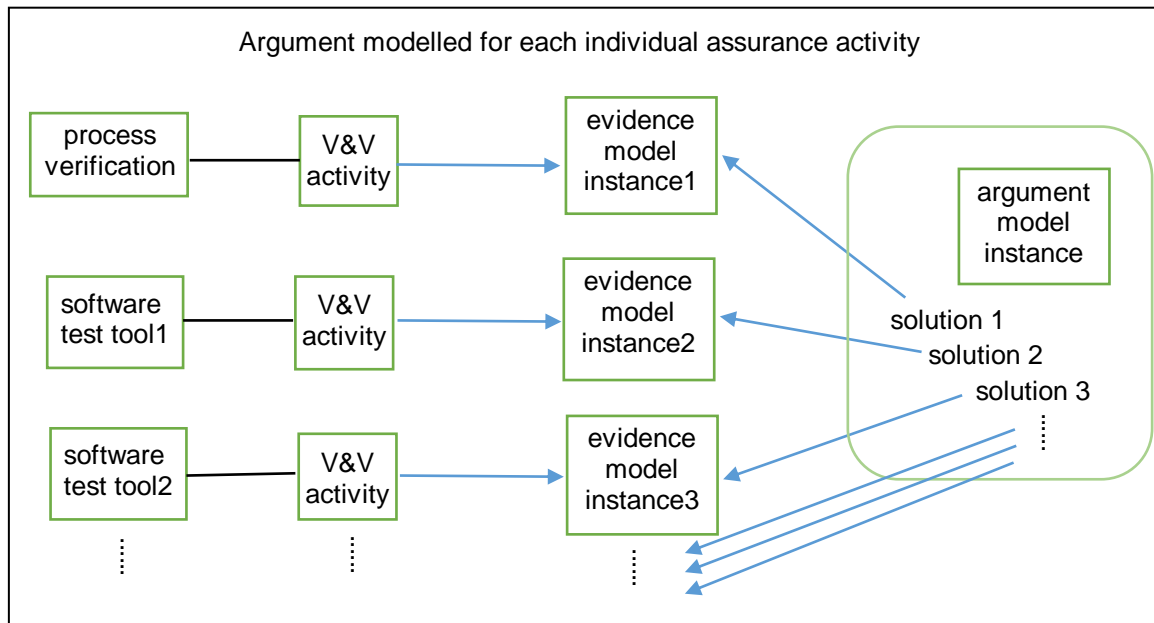 Argument modelled for each individual assurance activity
process
verification
V&V
activity
evidence
model
instance1
argument
model
instance
software
test tool1
V&V
activity
evidence
model
instance2
solution 1
solution 2
solution 3
software
test tool2
V&V
activity
evidence
model
instance3